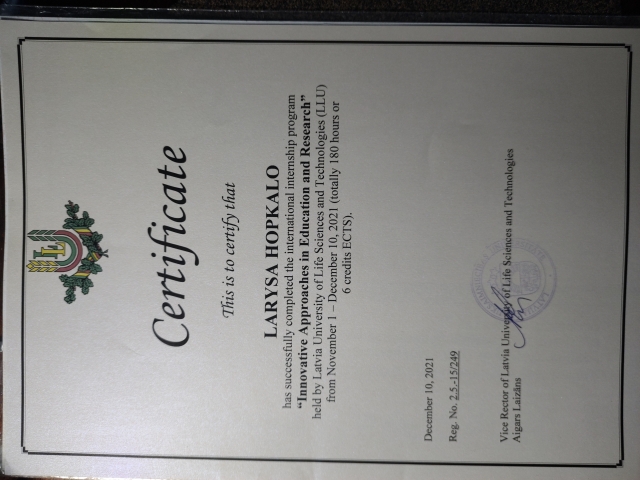 Certificate
This is to certify that
LARYSA HOPKALO
has successfully completed the international internship program
“Innovative Approaches in Education and Research”
held by Latvia University of Life Sciences and Technologies (LLU)
from November 1 – December 10, 2021 (totally 180 hours or
6 credits ECTS).
December 10, 2021
Reg. No. 2.5.-15/249
Vice Rector of Latvia University of Life Sciences and Technologies
Aigars Laizāns